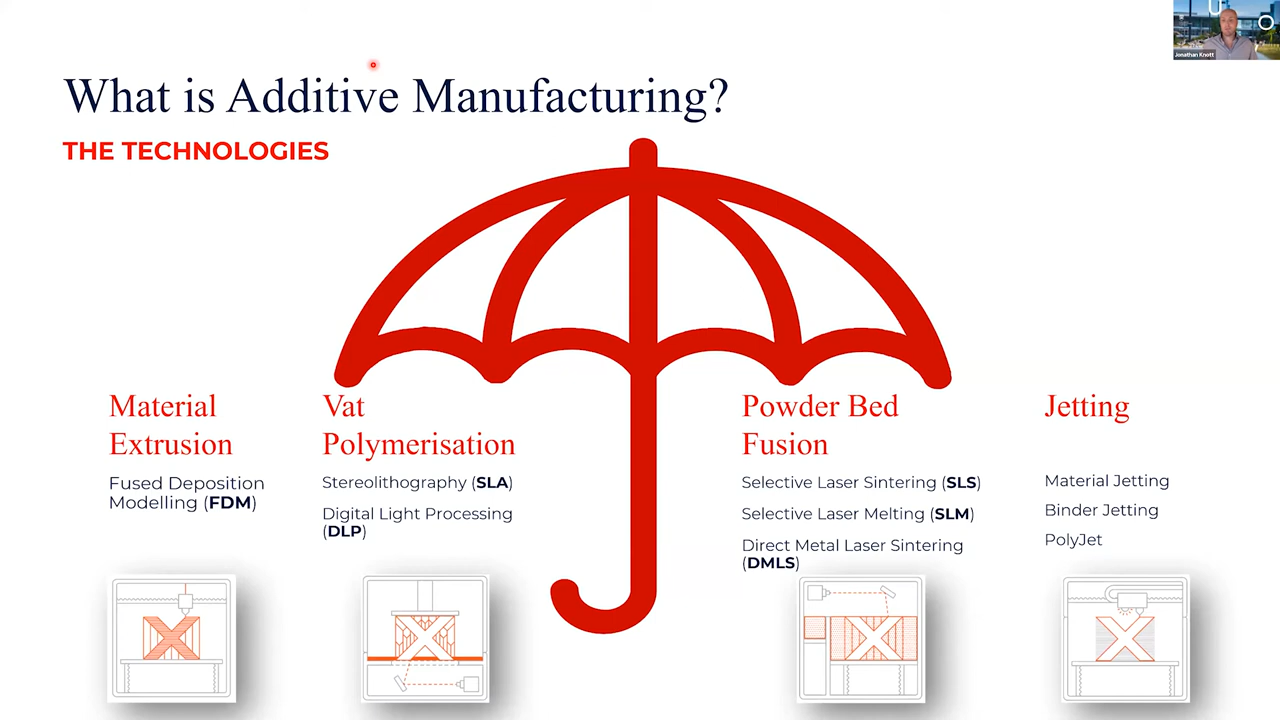 What is Additive Manufacturing?
THE TECHNOLOGIES
Material
Extrusion
Fused Deposition
Modelling (FDM)
Vat
Polymerisation
Stereolithography (SLA)
Digital Light Processing
(DLP)
Powder Bed
Fusion
Selective Laser Sintering (SLS)
Selective Laser Melting (SLM)
Direct Metal Laser Sintering
(DMLS)
Jetting
Material Jetting
Binder Jetting
PolyJet
Jonathan Knott